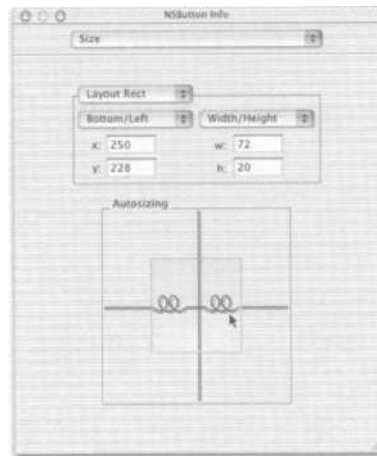 NSButton Info
Size
Layout Rect
Bottom/Left Width/Height
x: 250 w: 72
y: 228 h: 20
Autosizing